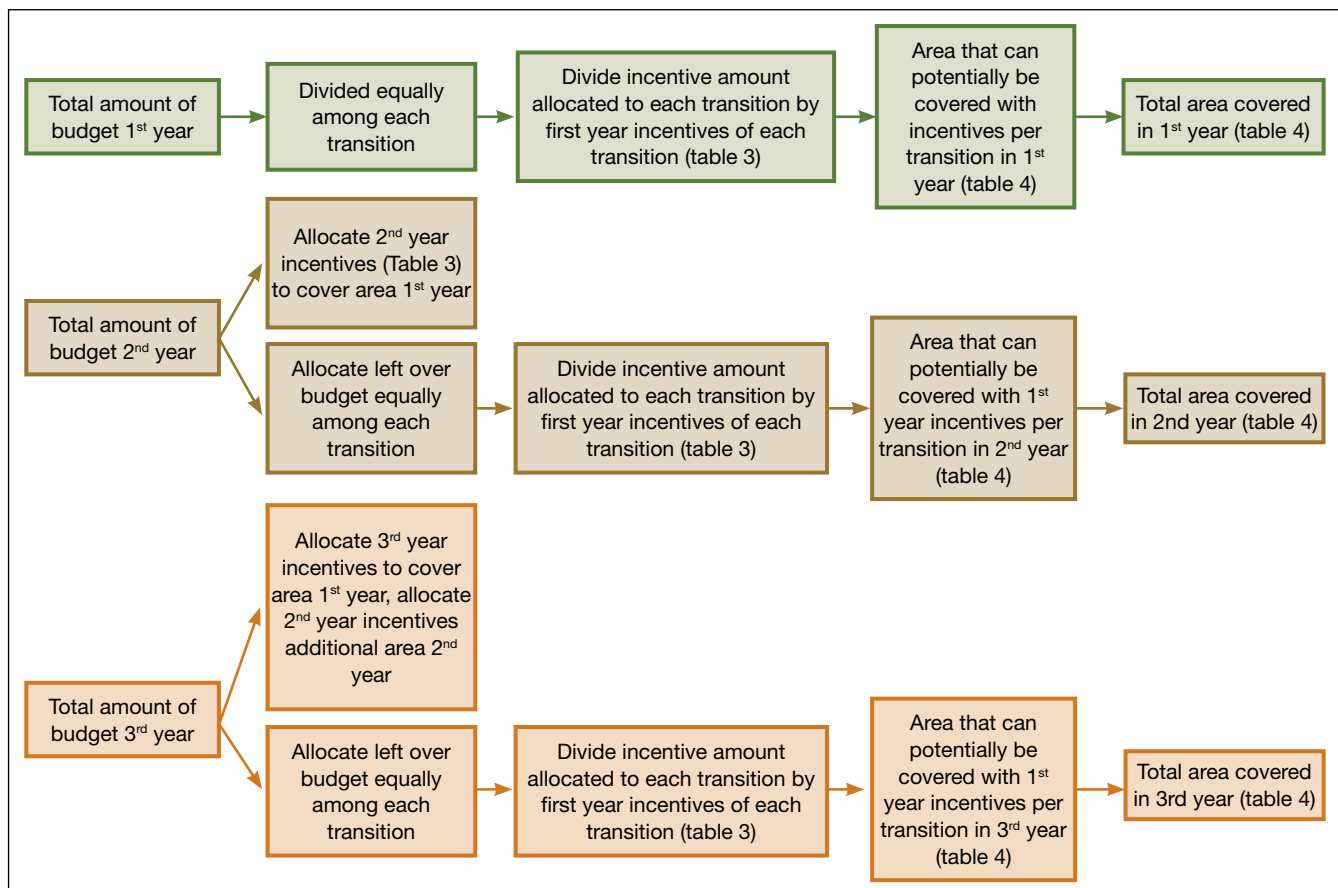 Total amount of
budget 1st year
Divided equally
among each
transition
Divide incentive amount
allocated to each transition by
first year incentives of each
transition (table 3)
Area that can
potentially be
covered with
incentives per
transition in 1st
year (table 4)
Total area covered
in 1st year (table 4)
Total amount of
budget 2nd year
Allocate 2nd year
incentives (Table 3)
to cover area 1st year
Allocate left over
budget equally
among each
transition
Divide incentive amount
allocated to each transition by
first year incentives of each
transition (table 3)
Area that can
potentially be
covered with 1st
year incentives per
transition in 2nd year
(table 4)
Total area covered
in 2nd year (table 4)
Total amount of
budget 3rd year
Allocate 3rd year
incentives to cover
area 1st year, allocate
2nd year incentives
additional area 2nd
year
Allocate left over
budget equally
among each
transition
Divide incentive amount
allocated to each transition by
first year incentives of each
transition (table 3)
Area that can
potentially be
covered with 1st
year incentives per
transition in 3rd year
(table 4)
Total area covered
in 3rd year (table 4)